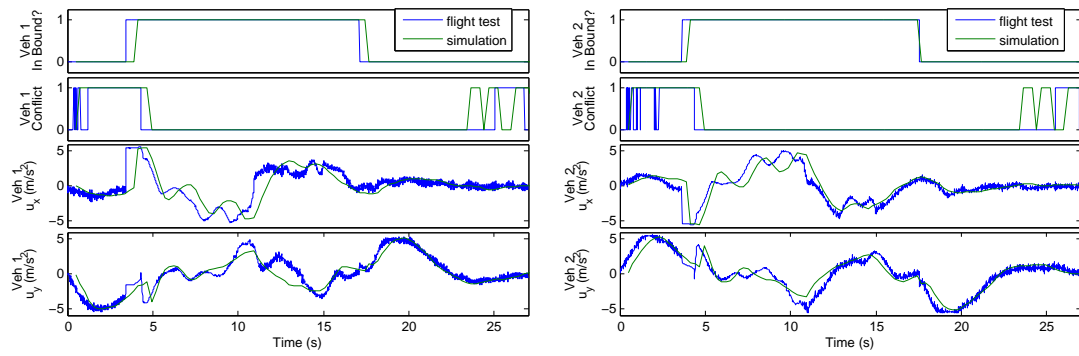 Veh 1
In Bound?
1
0
flight test
simulation
Veh 1
Conflict
1
0
Veh 1
u_x (m/s²)
5
0
−5
Veh 1
u_y (m/s²)
5
0
−5
0 5 10 15 20 25
Time (s)
Veh 2
In Bound?
1
0
flight test
simulation
Veh 2
Conflict
1
0
Veh 2
u_x (m/s²)
5
0
−5
Veh 2
u_y (m/s²)
5
0
−5
0 5 10 15 20 25
Time (s)